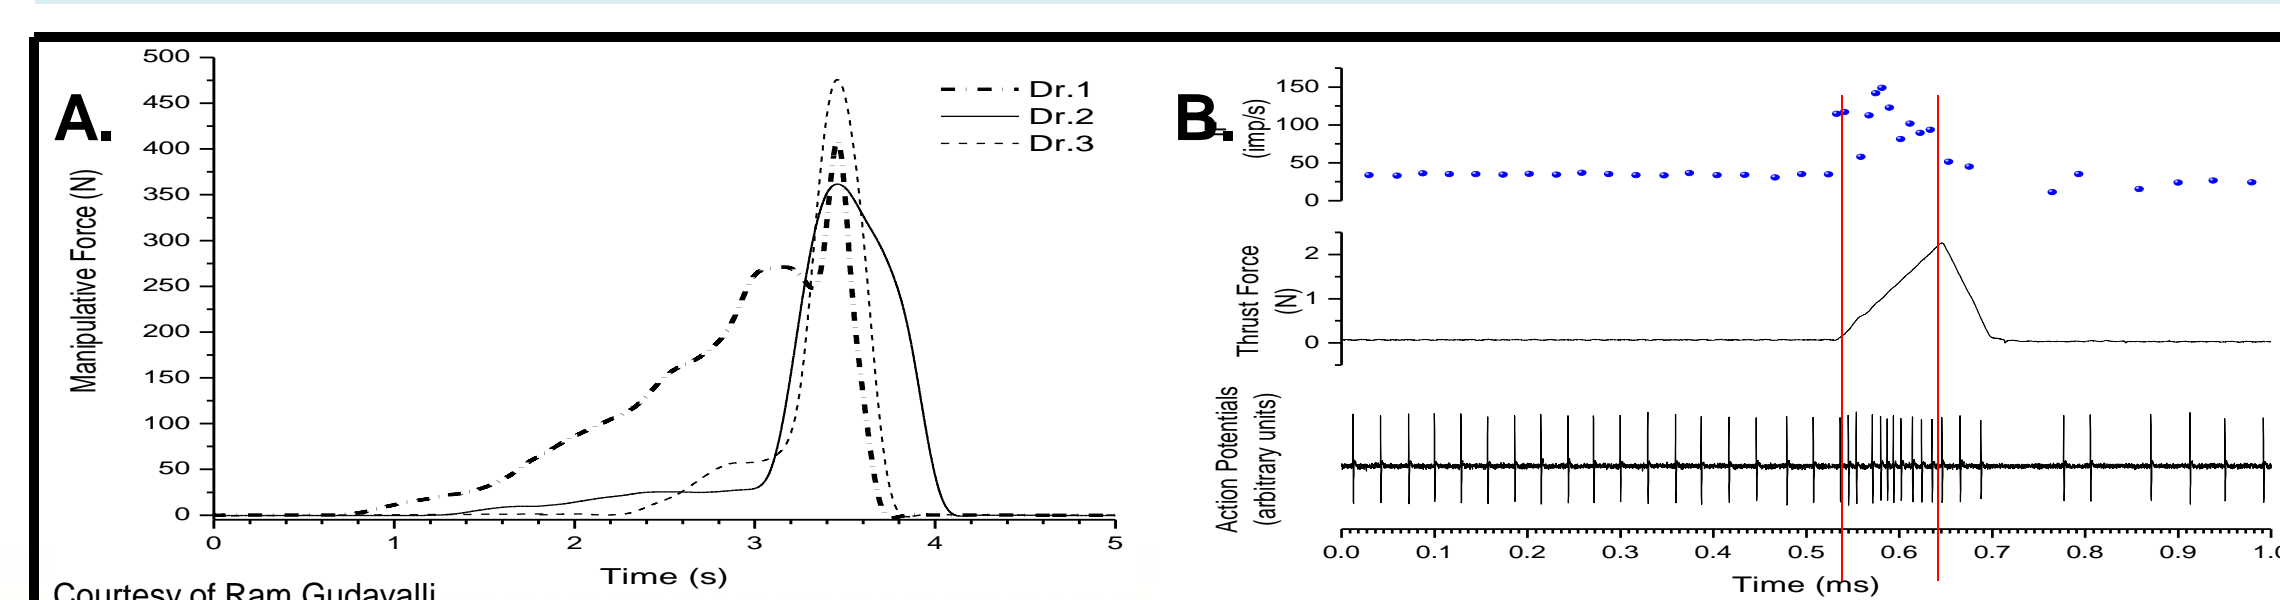 A.
500
450
400
350
300
250
200
150
100
50
0
Manipulative Force (N)
Dr.1
Dr.2
Dr.3
0 1 2 3 4 5
Time (s)
Courtesy of Ram Gudavalli
B.
(imp/s)
150
100
50
0
Thrust Force
(N)
2
1
0
Action Potentials
(arbitrary units)
0.0 0.1 0.2 0.3 0.4 0.5 0.6 0.7 0.8 0.9 1.0
Time (ms)